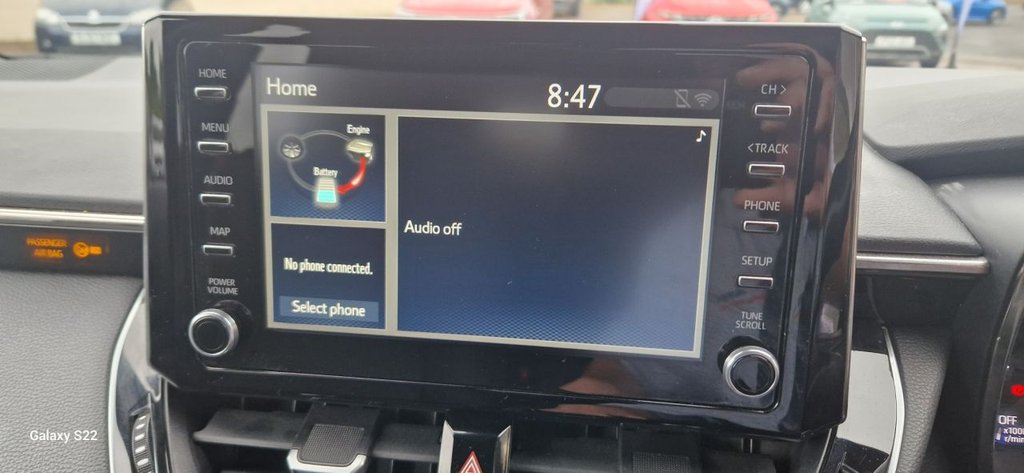 HOME
MENU
AUDIO
MAP
POWER
VOLUME
Home
8:47
Engine
Battery
No phone connected.
Select phone
Audio off
CH >
<TRACK
PHONE
SETUP
TUNE
SCROLL
PASSENGER
AIRBAG
OFF
Galaxy S22